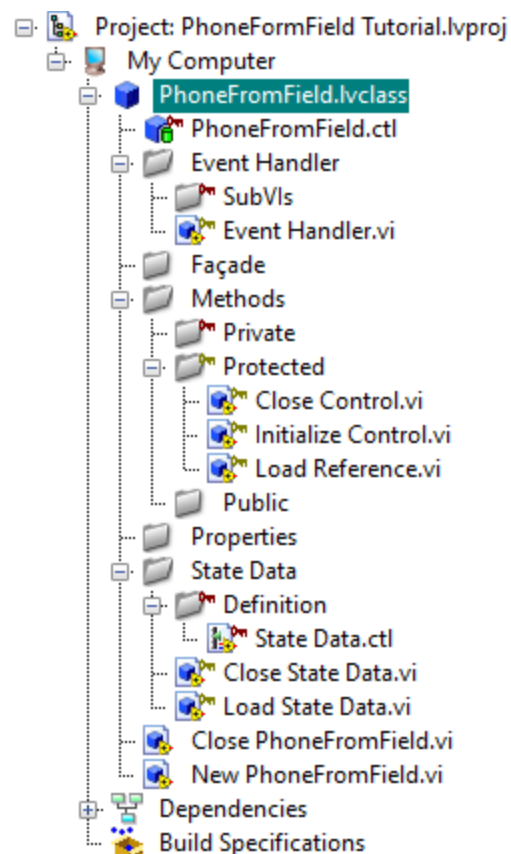 Project: PhoneFormField Tutorial.lvproj
My Computer
PhoneFromField.lvclass
PhoneFromField.ctl
Event Handler
SubVIs
Event Handler.vi
Façade
Methods
Private
Protected
Close Control.vi
Initialize Control.vi
Load Reference.vi
Public
Properties
State Data
Definition
State Data.ctl
Close State Data.vi
Load State Data.vi
Close PhoneFromField.vi
New PhoneFromField.vi
Dependencies
Build Specifications